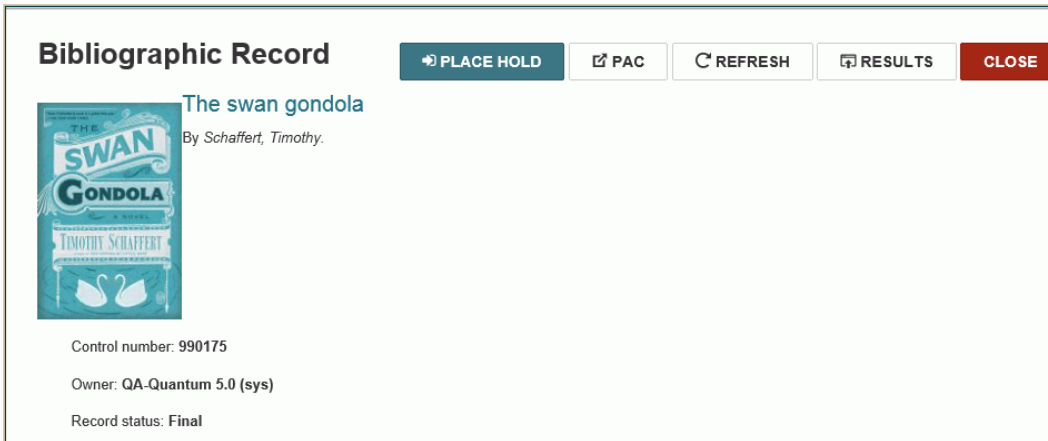 Bibliographic Record
PLACE HOLD
PAC
REFRESH
RESULTS
CLOSE
The swan gondola
By Schaffert, Timothy.
THE
SWAN
GONDOLA
A NOVEL
TIMOTHY SCHAFFERT
Control number: 990175
Owner: QA-Quantum 5.0 (sys)
Record status: Final